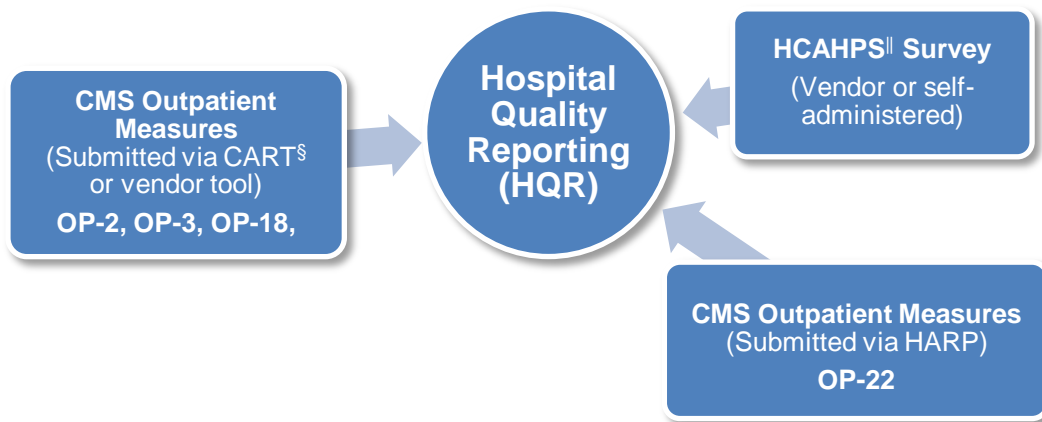 CMS Outpatient
Measures
(Submitted via CART§
or vendor tool)
OP-2, OP-3, OP-18,
Hospital
Quality
Reporting
(HQR)
HCAHPS‖ Survey
(Vendor or self-
administered)
CMS Outpatient Measures
(Submitted via HARP)
OP-22